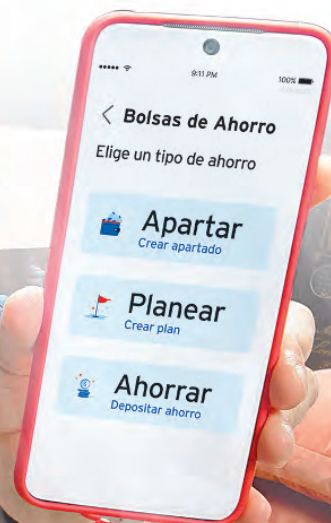 9:11 PM
100%
Bolsas de Ahorro
Elige un tipo de ahorro
Apartar
Crear apartado
Planear
Crear plan
Ahorrar
Depositar ahorro